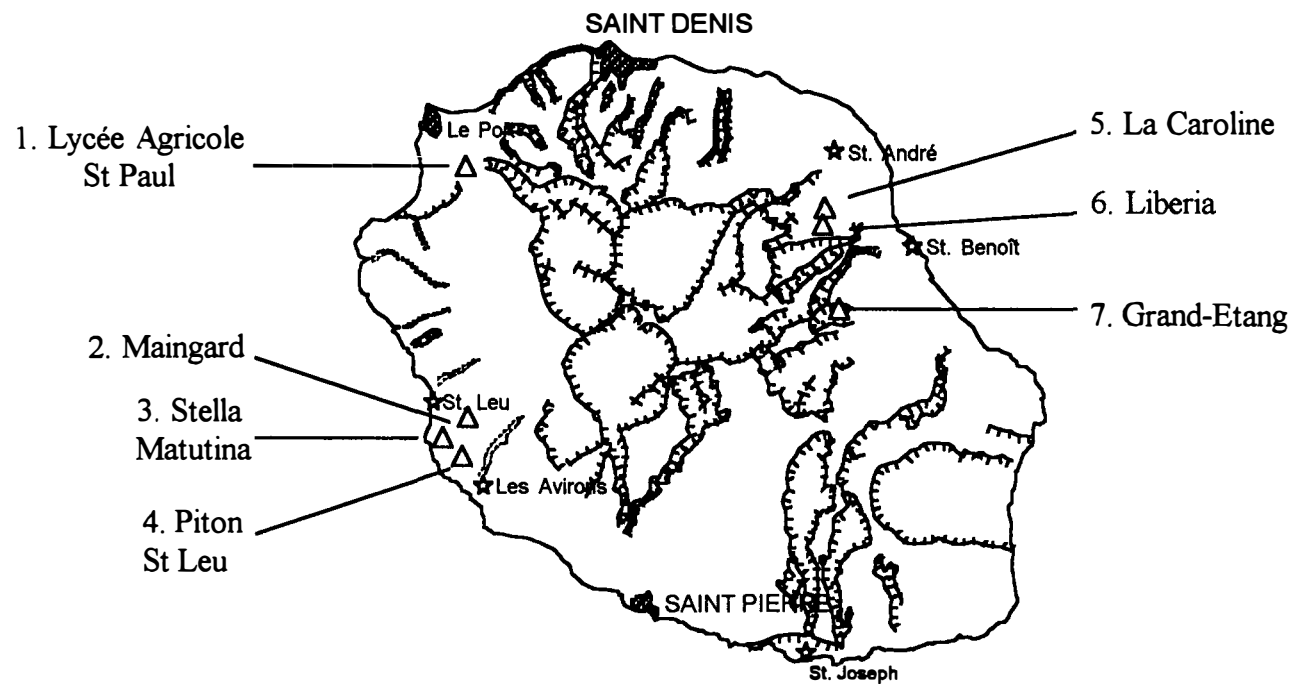 SAINT DENIS
Le Port
1. Lycée Agricole
St Paul
5. La Caroline
St. André
6. Liberia
St. Benoît
7. Grand-Etang
2. Maingard
St. Leu
3. Stella
Matutina
Les Avirons
4. Piton
St Leu
SAINT PIERRE
St. Joseph